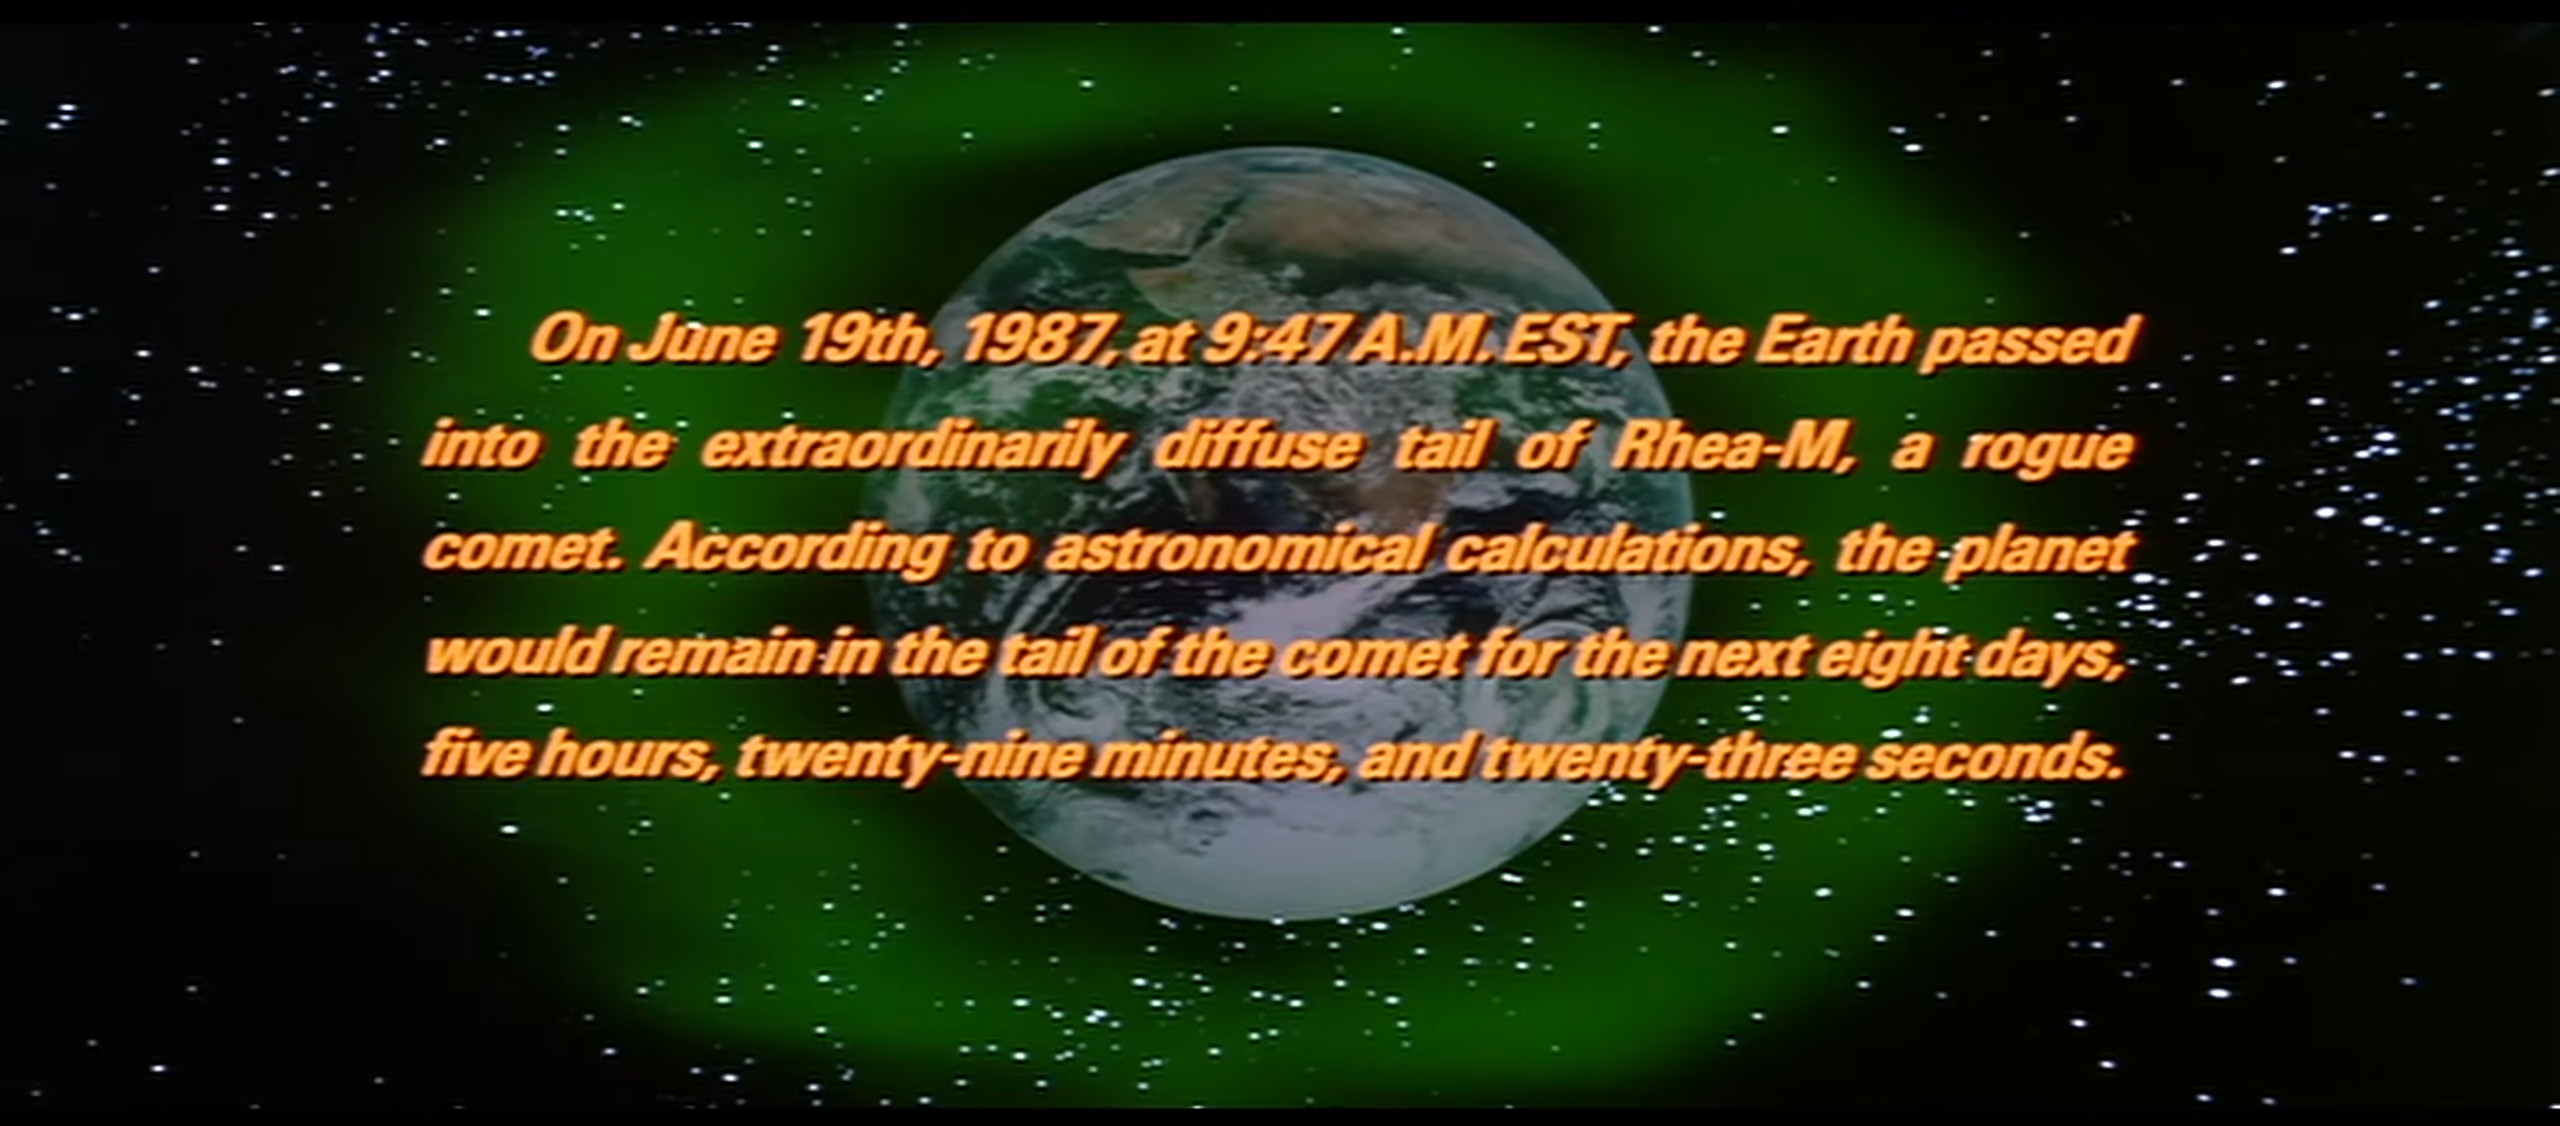 On June 19th, 1987, at 9:47 A.M. EST, the Earth passed
into the extraordinarily diffuse tail of Rhea-M, a rogue
comet. According to astronomical calculations, the planet
would remain in the tail of the comet for the next eight days,
five hours, twenty-nine minutes, and twenty-three seconds.